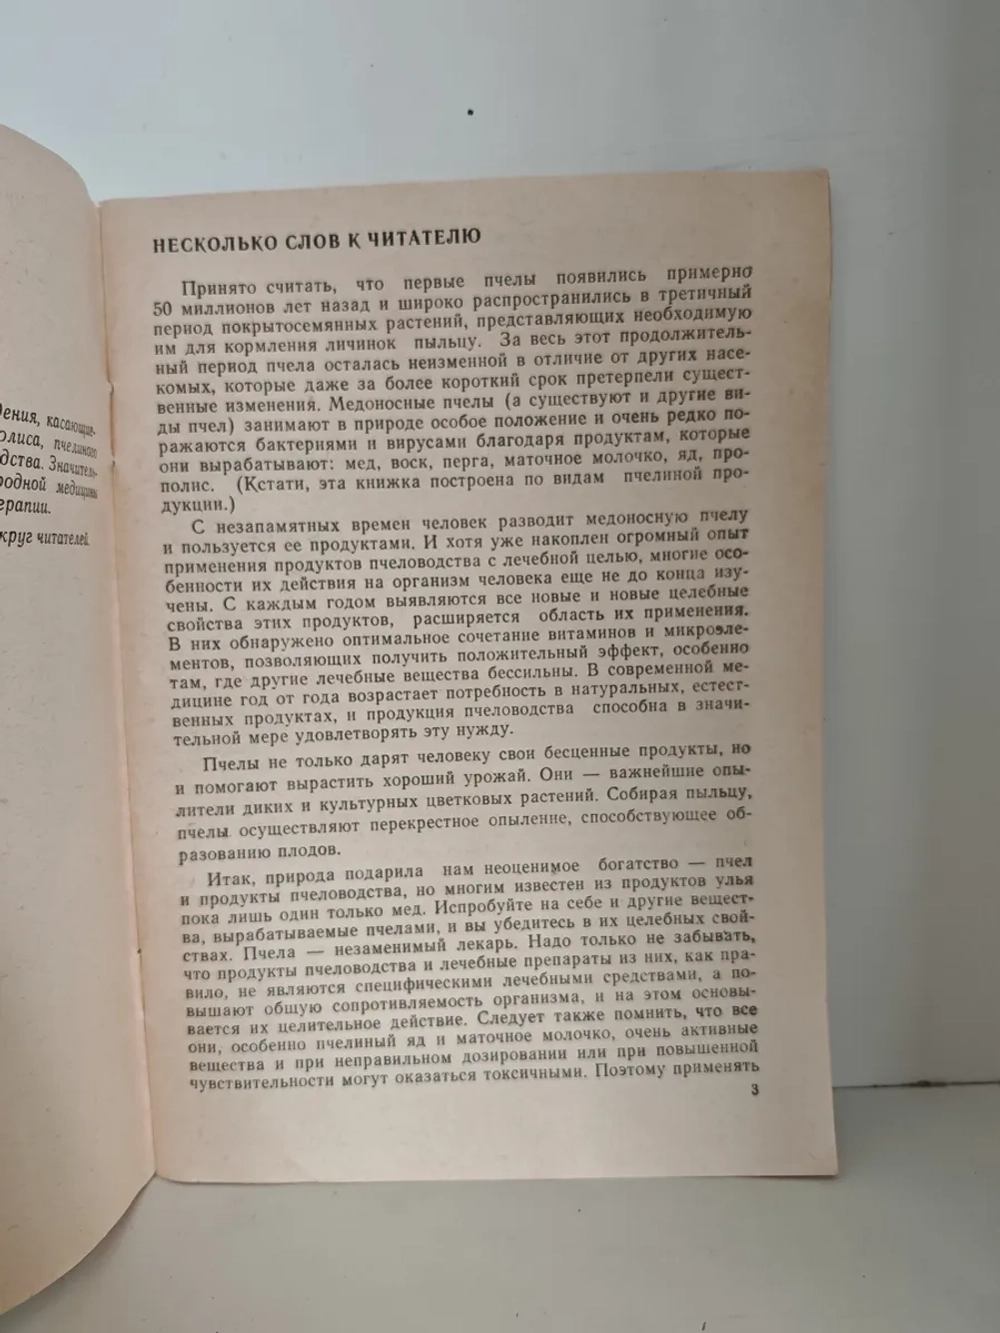 дения, касающие-
олиса, пчелиного
дства. Значитель-
родной медицины
ерапии.
круг читателей.
НЕСКОЛЬКО СЛОВ К ЧИТАТЕЛЮ
Принято считать, что первые пчелы появились примерно
50 миллионов лет назад и широко распространились в третичный
период покрытосемянных растений, представляющих необходимую
им для кормления личинок пыльцу. За весь этот продолжитель-
ный период пчела осталась неизменной в отличие от других насе-
комых, которые даже за более короткий срок претерпели сущест-
венные изменения. Медоносные пчелы (а существуют и другие ви-
ды пчел) занимают в природе особое положение и очень редко по-
ражаются бактериями и вирусами благодаря продуктам, которые
они вырабатывают: мед, воск, перга, маточное молочко, яд, про-
полис. (Кстати, эта книжка построена по видам пчелиной про-
дукции.)
С незапамятных времен человек разводит медоносную пчелу
и пользуется ее продуктами. И хотя уже накоплен огромный опыт
применения продуктов пчеловодства с лечебной целью, многие осо-
бенности их действия на организм человека еще не до конца изу-
чены. С каждым годом выявляются все новые и новые целебные
свойства этих продуктов, расширяется область их применения.
В них обнаружено оптимальное сочетание витаминов и микроэле-
ментов, позволяющих получить положительный эффект, особенно
там, где другие лечебные вещества бессильны. В современной ме-
дицине год от года возрастает потребность в натуральных, естест-
венных продуктах, и продукция пчеловодства способна в значи-
тельной мере удовлетворять эту нужду.
Пчелы не только дарят человеку свои бесценные продукты, но
и помогают вырастить хороший урожай. Они — важнейшие опы-
лители диких и культурных цветковых растений. Собирая пыльцу,
пчелы осуществляют перекрестное опыление, способствующее об-
разованию плодов.
Итак, природа подарила нам неоценимое богатство — пчел
и продукты пчеловодства, но многим известен из продуктов улья
пока лишь один только мед. Испробуйте на себе и другие вещест-
ва, вырабатываемые пчелами, и вы убедитесь в их целебных свой-
ствах. Пчела — незаменимый лекарь. Надо только не забывать,
что продукты пчеловодства и лечебные препараты из них, как пра-
вило, не являются специфическими лечебными средствами, а по-
вышают общую сопротивляемость организма, и на этом основы-
вается их целительное действие. Следует также помнить, что все
они, особенно пчелиный яд и маточное молочко, очень активные
вещества и при неправильном дозировании или при повышенной
чувствительности могут оказаться токсичными. Поэтому применять
3